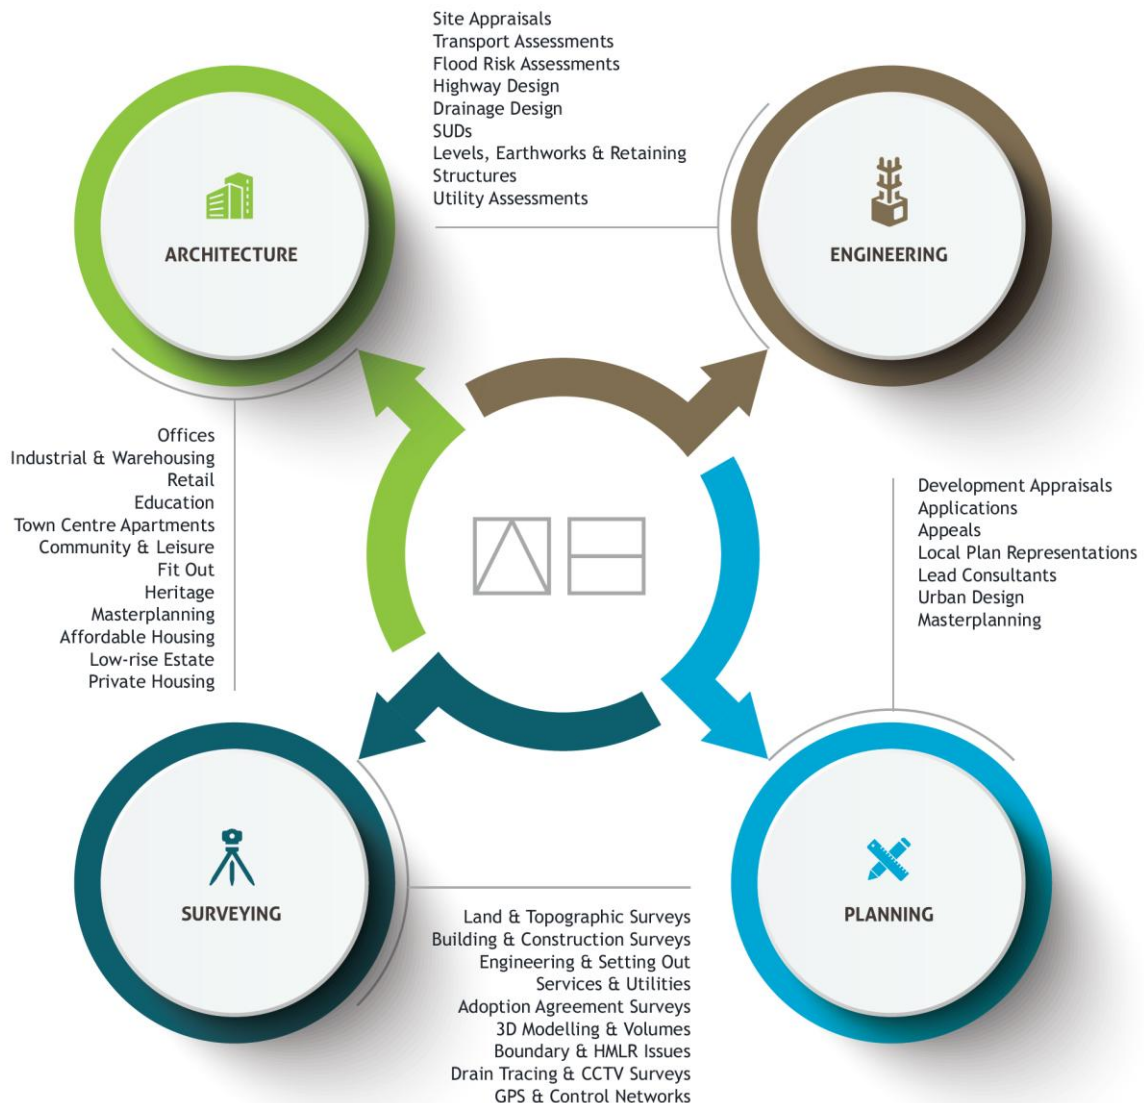 Site Appraisals
Transport Assessments
Flood Risk Assessments
Highway Design
Drainage Design
SUDs
Levels, Earthworks & Retaining
Structures
Utility Assessments
ARCHITECTURE
ENGINEERING
Offices
Industrial & Warehousing
Retail
Education
Town Centre Apartments
Community & Leisure
Fit Out
Heritage
Masterplanning
Affordable Housing
Low-rise Estate
Private Housing
Development Appraisals
Applications
Appeals
Local Plan Representations
Lead Consultants
Urban Design
Masterplanning
SURVEYING
PLANNING
Land & Topographic Surveys
Building & Construction Surveys
Engineering & Setting Out
Services & Utilities
Adoption Agreement Surveys
3D Modelling & Volumes
Boundary & HMLR Issues
Drain Tracing & CCTV Surveys
GPS & Control Networks